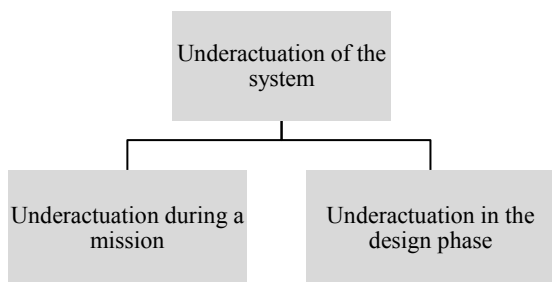 Underactuation of the
system
Underactuation during a
mission
Underactuation in the
design phase